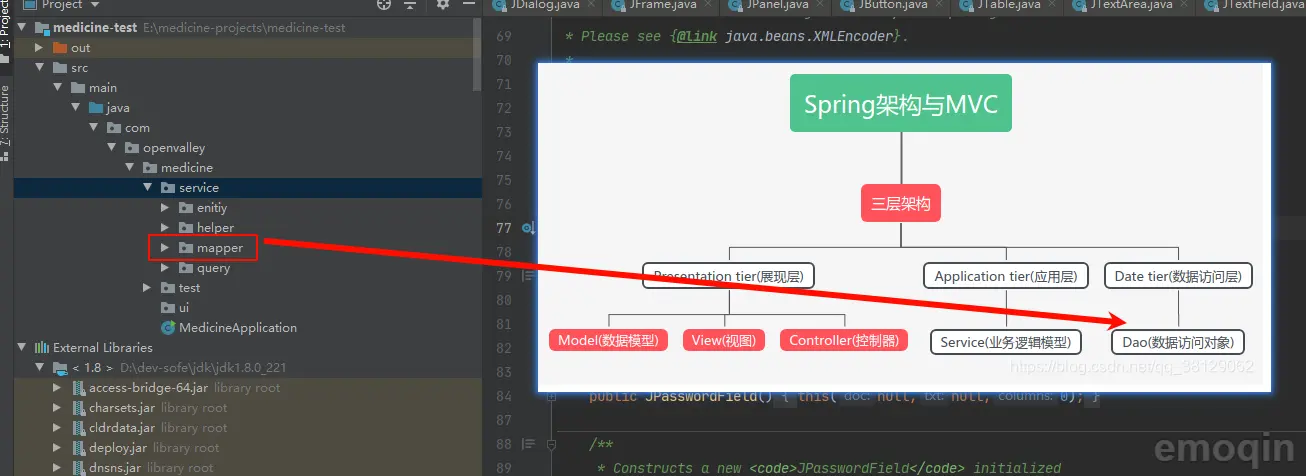 Project
JDialog.java
JFrame.java
JPanel.java
JButton.java
JTable.java
JTextArea.java
JTextField.java
1: Project
7: Structure
medicine-test E:\medicine-projects\medicine-test
out
src
main
java
com
openvalley
medicine
service
enitiy
helper
mapper
query
test
ui
MedicineApplication
External Libraries
< 1.8 > D:\dev-sofe\jdk\jdk1.8.0_221
access-bridge-64.jar library root
charsets.jar library root
cldrdata.jar library root
deploy.jar library root
dnsns.jar library root
69 * Please see {@link java.beans.XMLEncoder}.
70 *
71
72
73
74
75
76
77
78
79
80
81
82
84 public JPasswordField() { this( doc: null, txt: null, columns: 0); }
87
88 /**
89 * Constructs a new <code>JPasswordField</code> initialized
Spring架构与MVC
三层架构
Presentation tier(展现层)
Application tier(应用层)
Date tier(数据访问层)
Model(数据模型)
View(视图)
Controller(控制器)
Service(业务逻辑模型)
Dao(数据访问对象)
https://blog.csdn.net/qq_38129062
emoqin